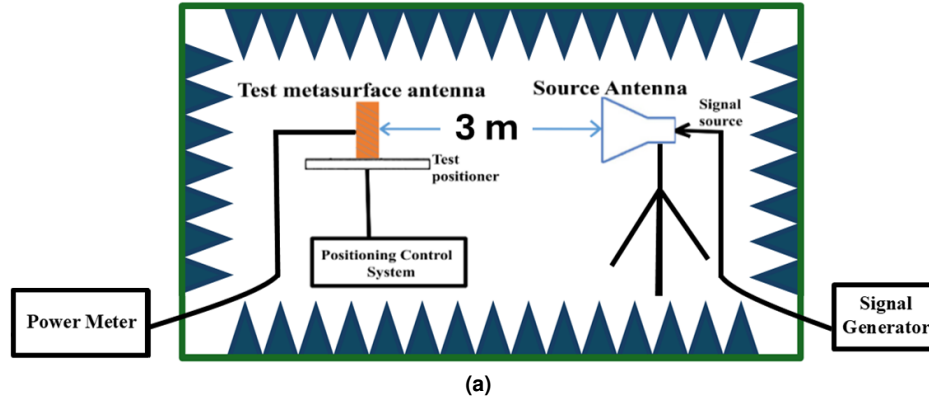 Test metasurface antenna
Source Antenna
Signal
source
3 m
Test
positioner
Positioning Control
System
Power Meter
Signal
Generator
(a)